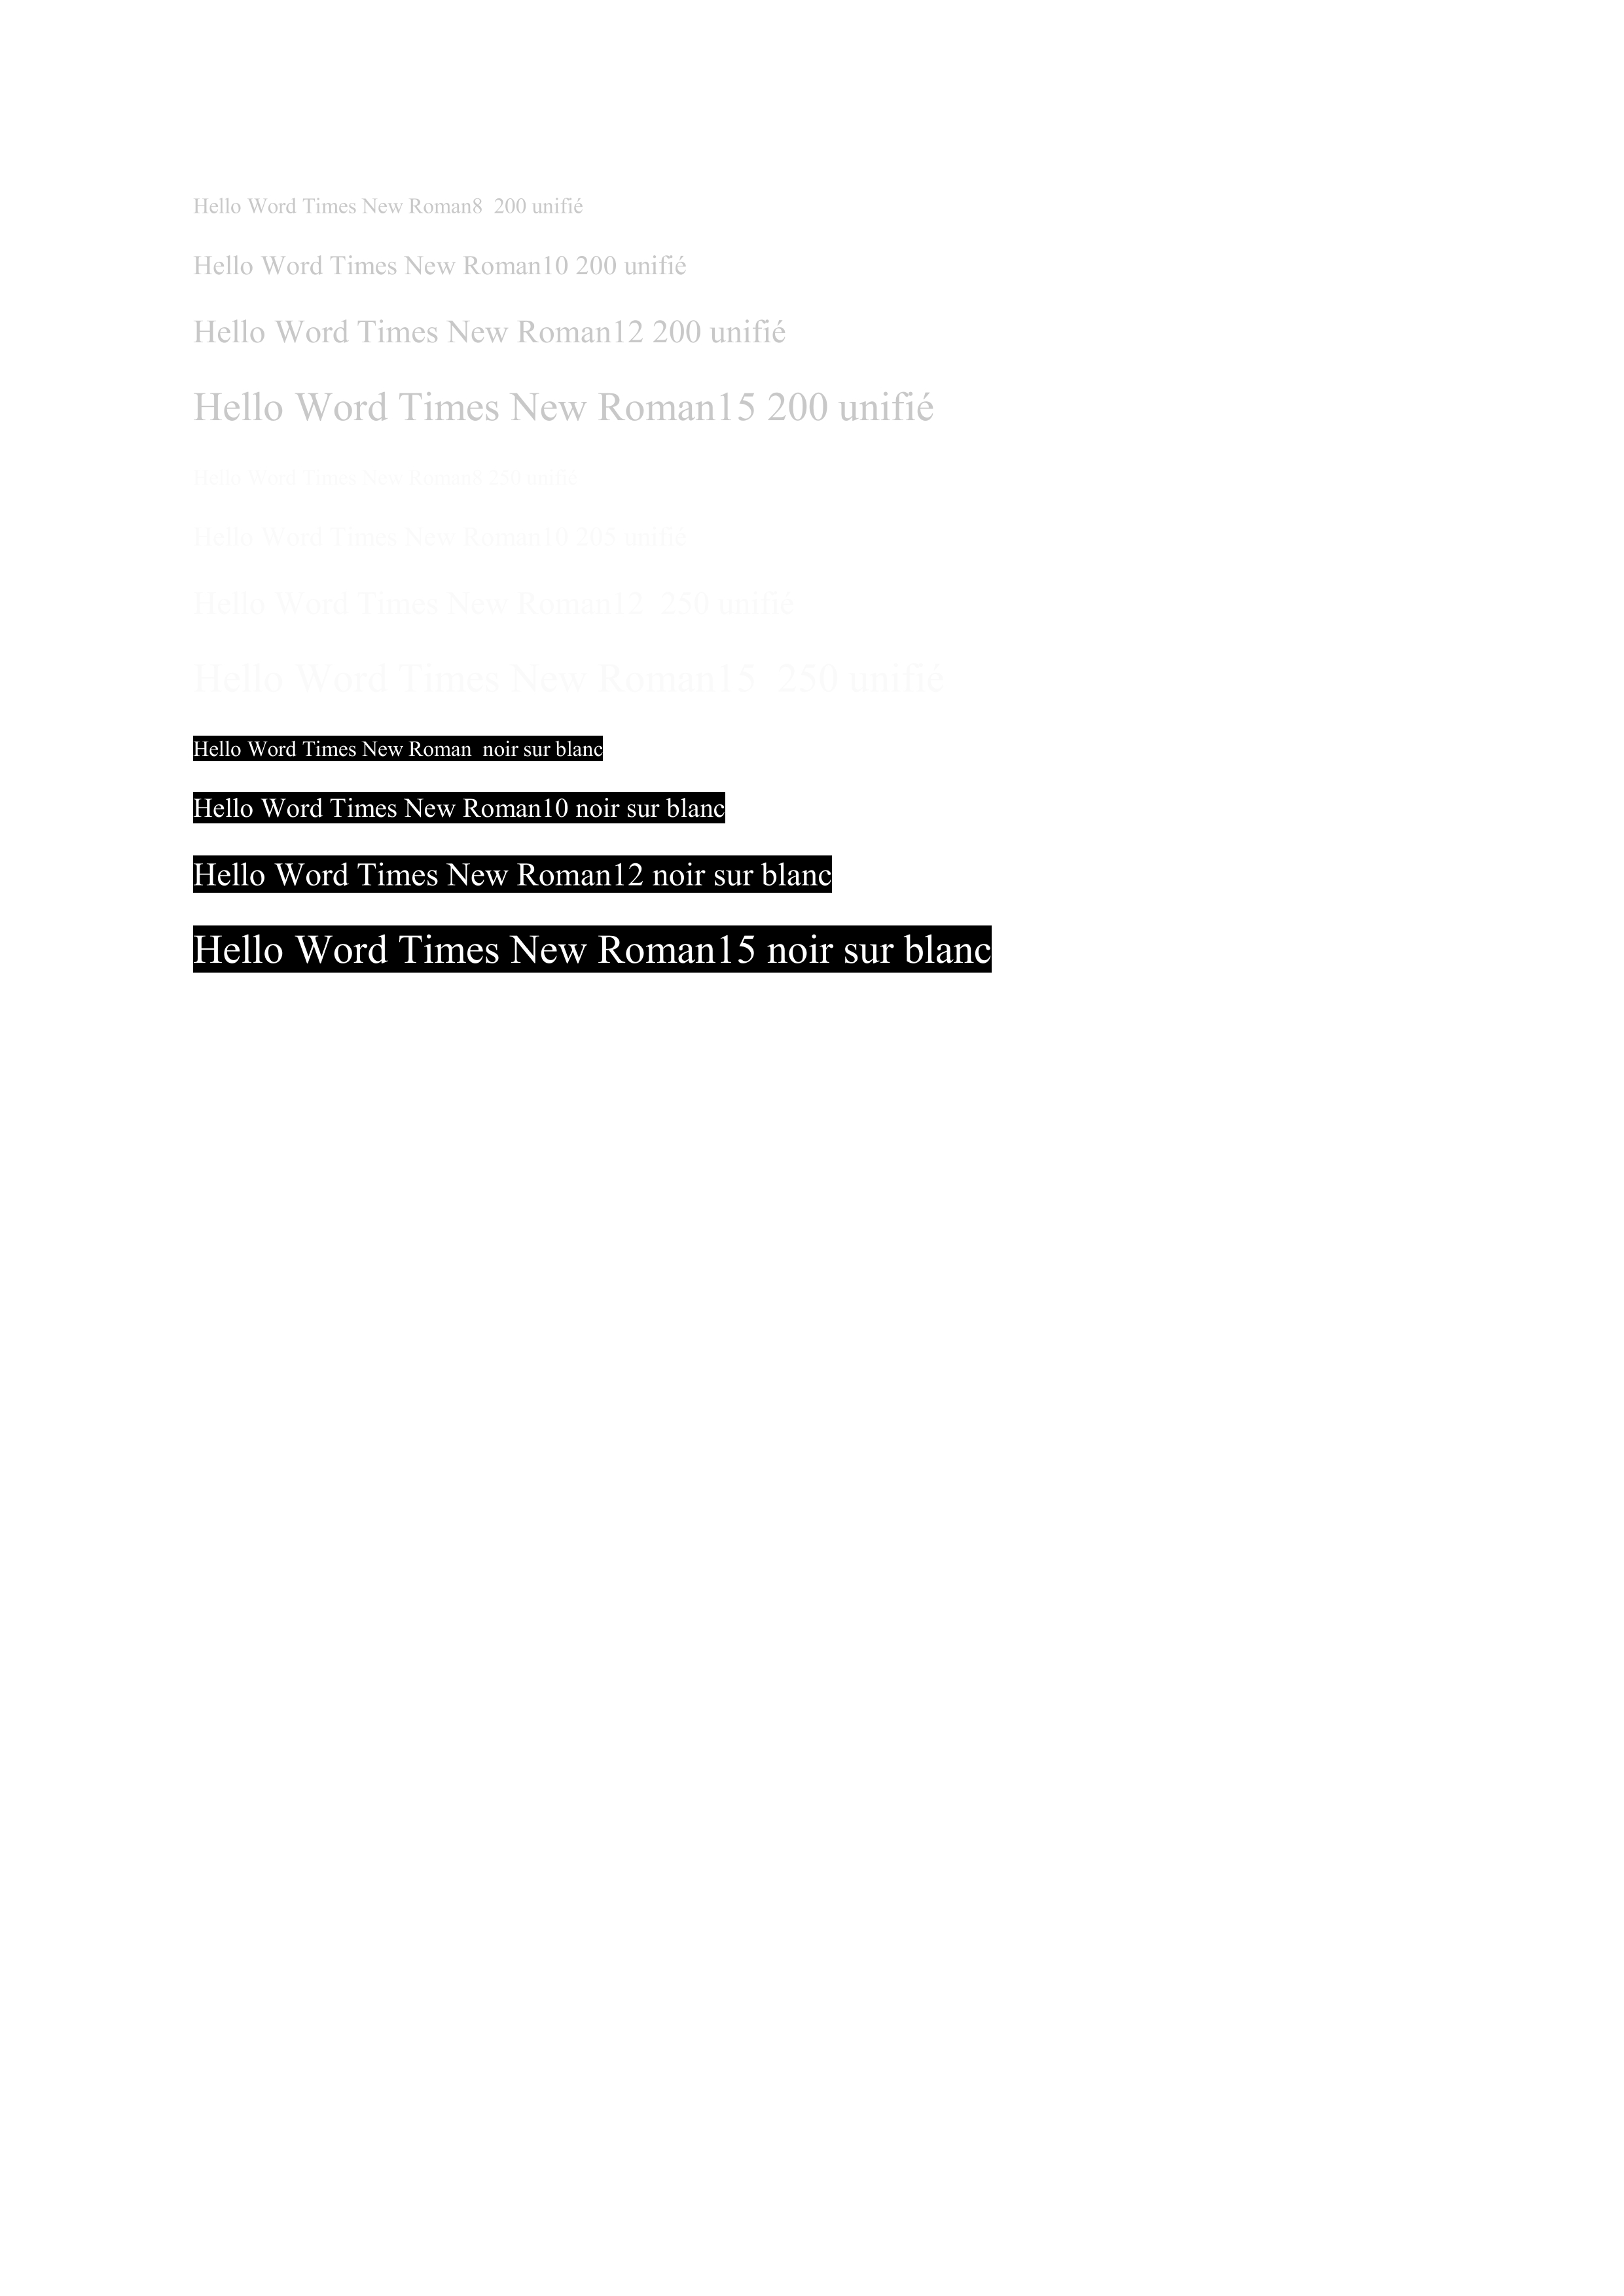 Hello Word Times New Roman8  200 unifié
Hello Word Times New Roman10 200 unifié
Hello Word Times New Roman12 200 unifié
Hello Word Times New Roman15 200 unifié
Hello Word Times New Roman8 250 unifié
Hello Word Times New Roman10 205 unifié
Hello Word Times New Roman12  250 unifié
Hello Word Times New Roman15  250 unifié
Hello Word Times New Roman  noir sur blanc
Hello Word Times New Roman10 noir sur blanc
Hello Word Times New Roman12 noir sur blanc
Hello Word Times New Roman15 noir sur blanc